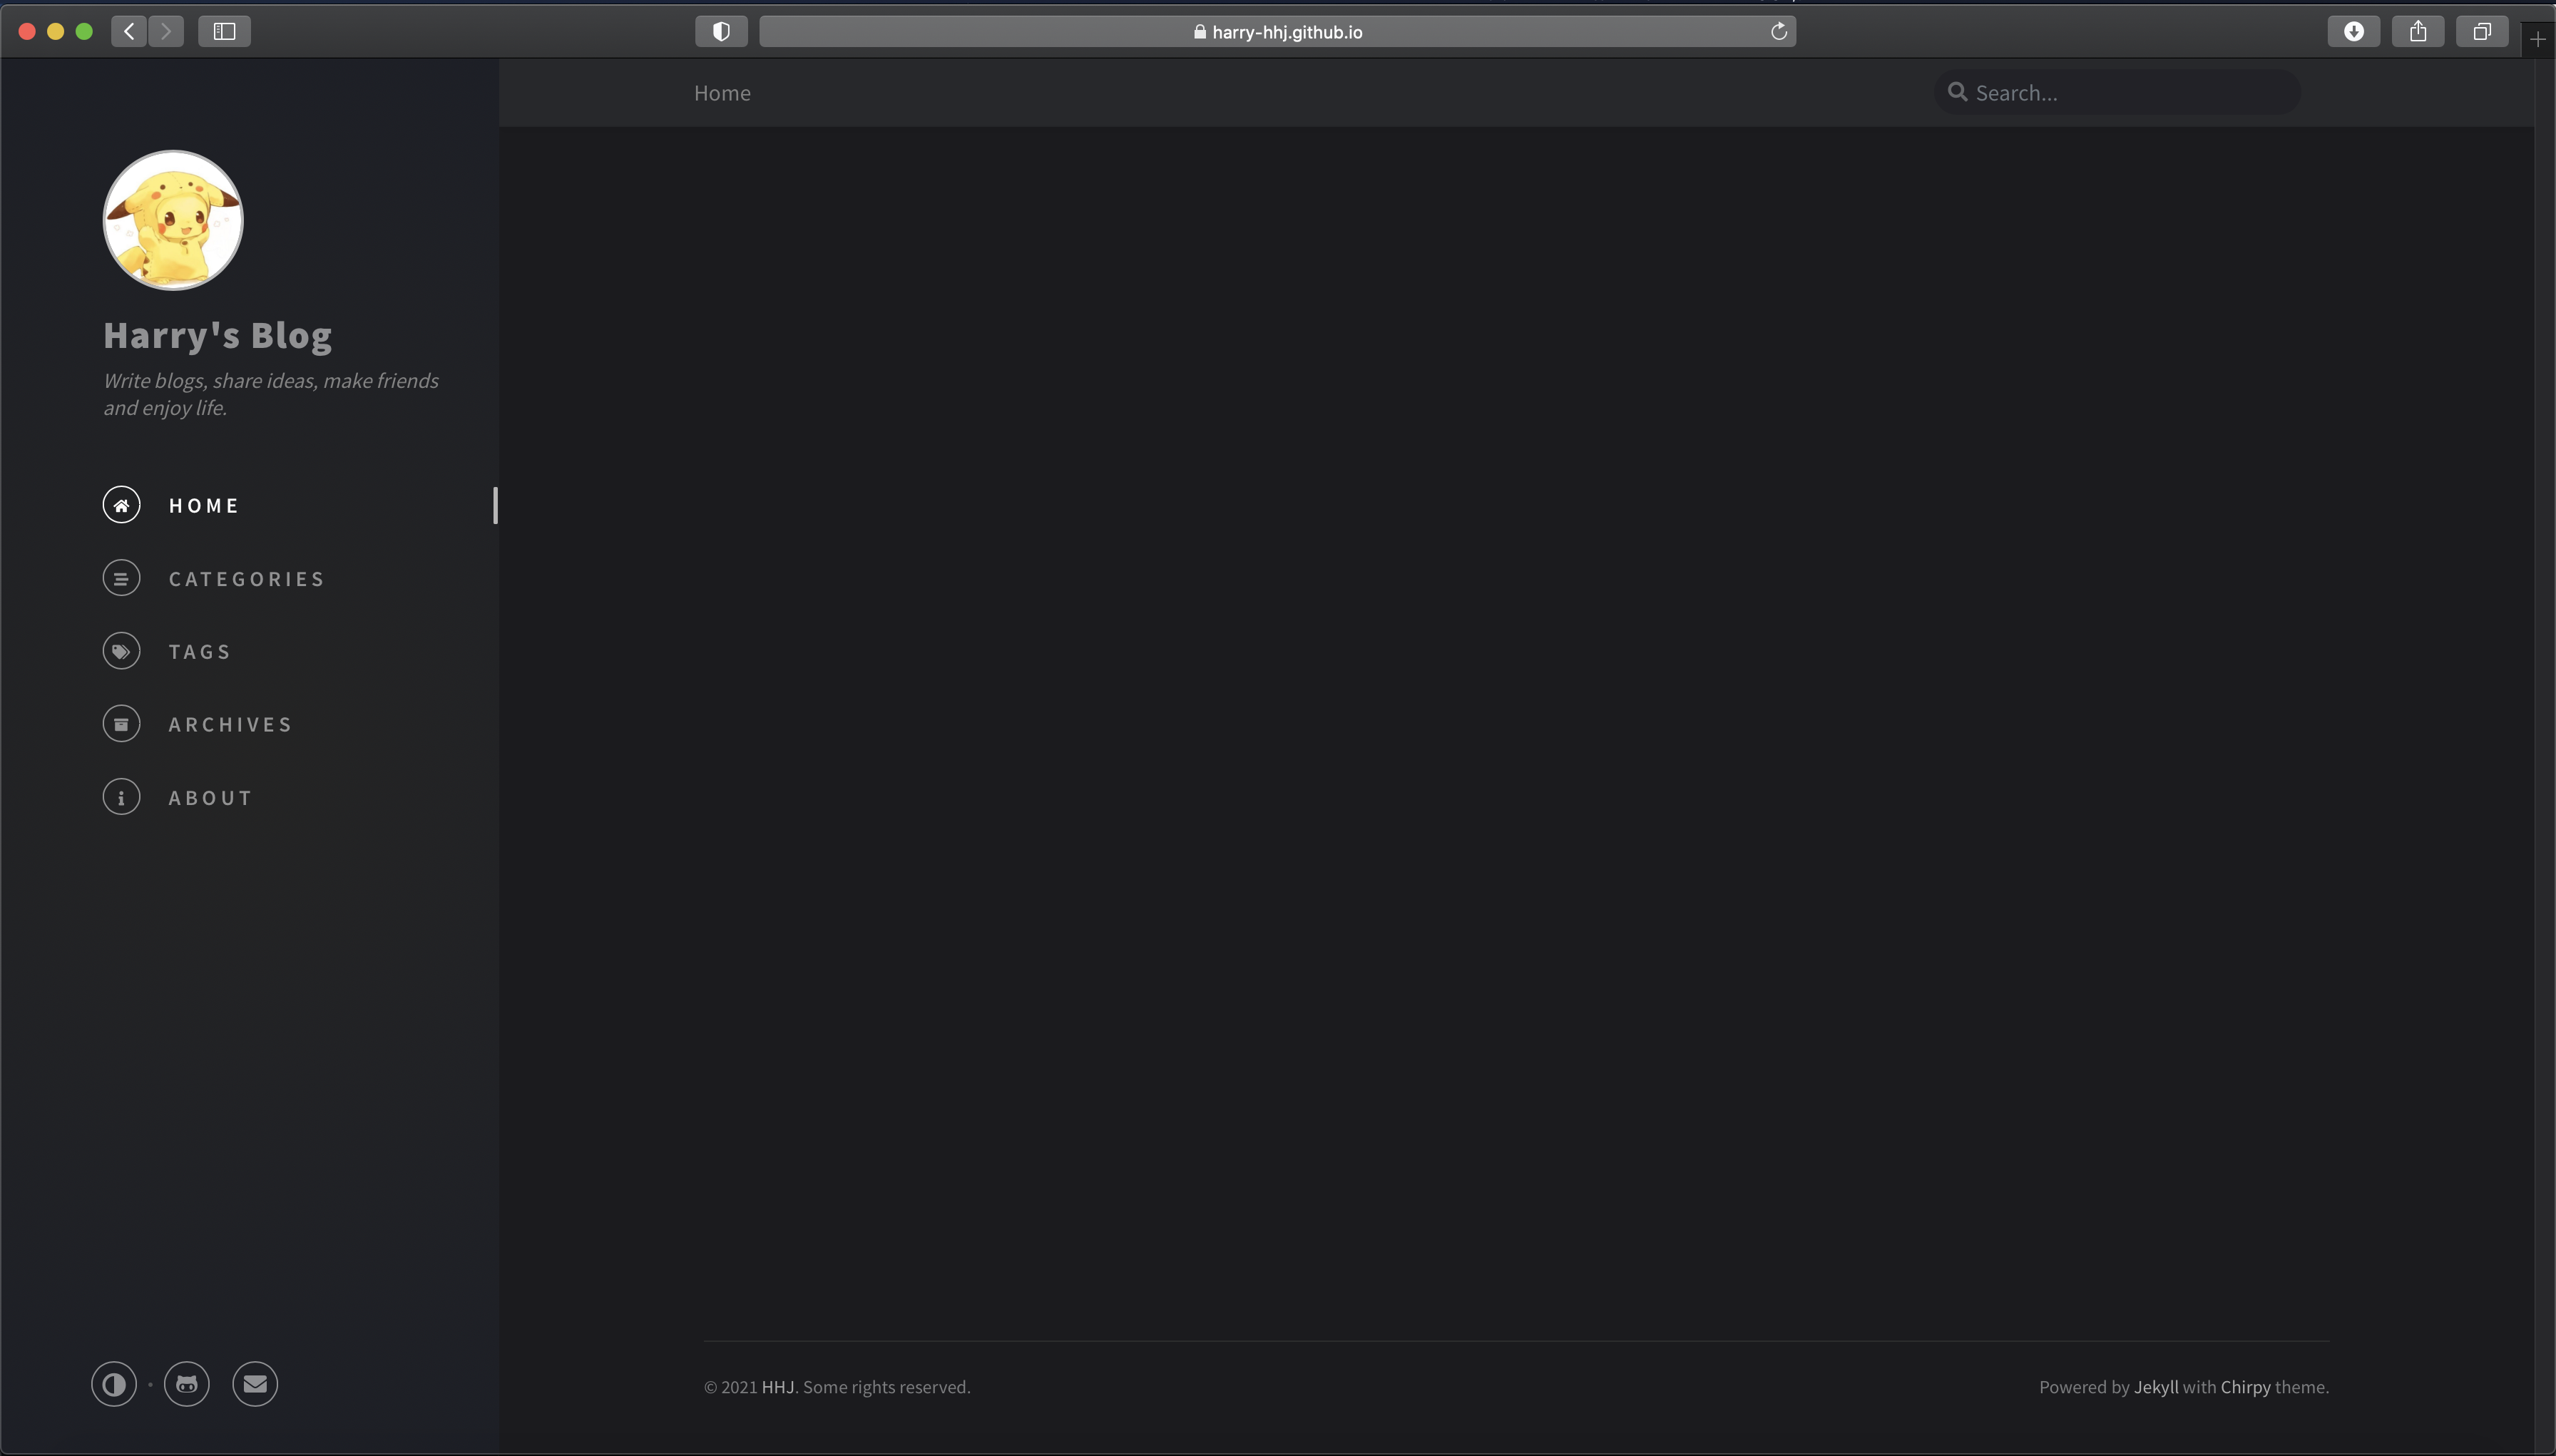 harry-hhj.github.io
Home
Search...
Harry's Blog
Write blogs, share ideas, make friends
and enjoy life.
HOME
CATEGORIES
TAGS
ARCHIVES
ABOUT
© 2021 HHJ. Some rights reserved.
Powered by Jekyll with Chirpy theme.